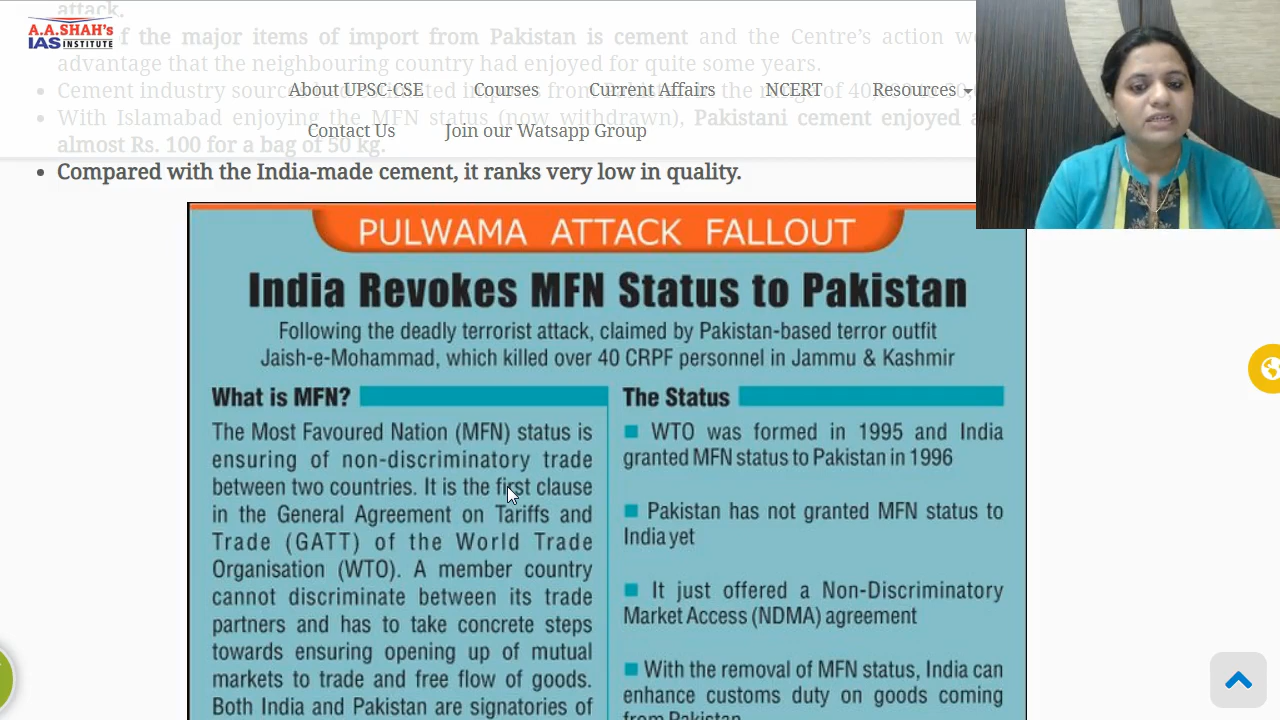 attack.
A.A.SHAH's
IAS INSTITUTE
f the major items of import from Pakistan is cement and the Centre's action
advantage that the neighbouring country had enjoyed for quite some years.
About UPSC-CSE Courses Current Affairs NCERT Resources
Cement industry
With Islamabad enjoying the MFN status (now withdrawn), Pakistani cement enjoyed
Contact Us Join our Watsapp Group
almost Rs. 100 for a bag of 50 kg.
Compared with the India-made cement, it ranks very low in quality.
PULWAMA ATTACK FALLOUT
India Revokes MFN Status to Pakistan
Following the deadly terrorist attack, claimed by Pakistan-based terror outfit
Jaish-e-Mohammad, which killed over 40 CRPF personnel in Jammu & Kashmir
What is MFN?
The Most Favoured Nation (MFN) status is
ensuring of non-discriminatory trade
between two countries. It is the first clause
in the General Agreement on Tariffs and
Trade (GATT) of the World Trade
Organisation (WTO). A member country
cannot discriminate between its trade
partners and has to take concrete steps
towards ensuring opening up of mutual
markets to trade and free flow of goods.
Both India and Pakistan are signatories of
The Status
WTO was formed in 1995 and India
granted MFN status to Pakistan in 1996
Pakistan has not granted MFN status to
India yet
It just offered a Non-Discriminatory
Market Access (NDMA) agreement
With the removal of MFN status, India can
enhance customs duty on goods coming
from Pakistan